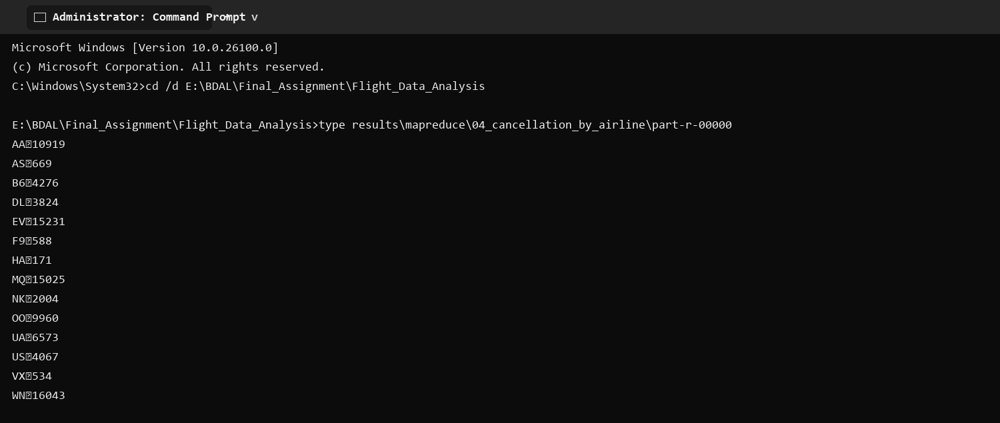 Administrator: Command Prompt v
Microsoft Windows [Version 10.0.26100.0]
(c) Microsoft Corporation. All rights reserved.
C:\Windows\System32>cd /d E:\BDAL\Final_Assignment\Flight_Data_Analysis
E:\BDAL\Final_Assignment\Flight_Data_Analysis>type results\mapreduce\04_cancellation_by_airline\part-r-00000
AA�10919
AS�669
B6�4276
DL�3824
EV�15231
F9�588
HA�171
MQ�15025
NK�2004
OO�9960
UA�6573
US�4067
VX�534
WN�16043